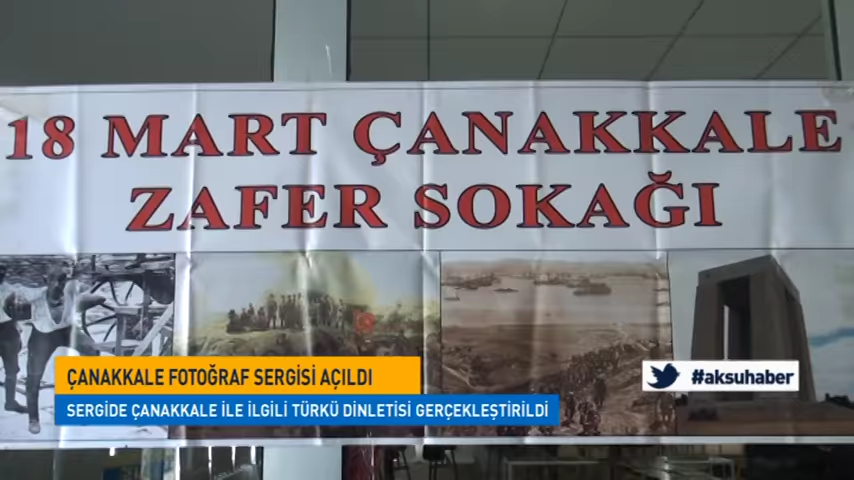 18 MART ÇANAKKALE
ZAFER SOKAĞI
ÇANAKKALE FOTOĞRAF SERGİSİ AÇILDI
#aksuhaber
SERGİDE ÇANAKKALE İLE İLGİLİ TÜRKÜ DİNLETİSİ GERÇEKLEŞTİRİLDİ